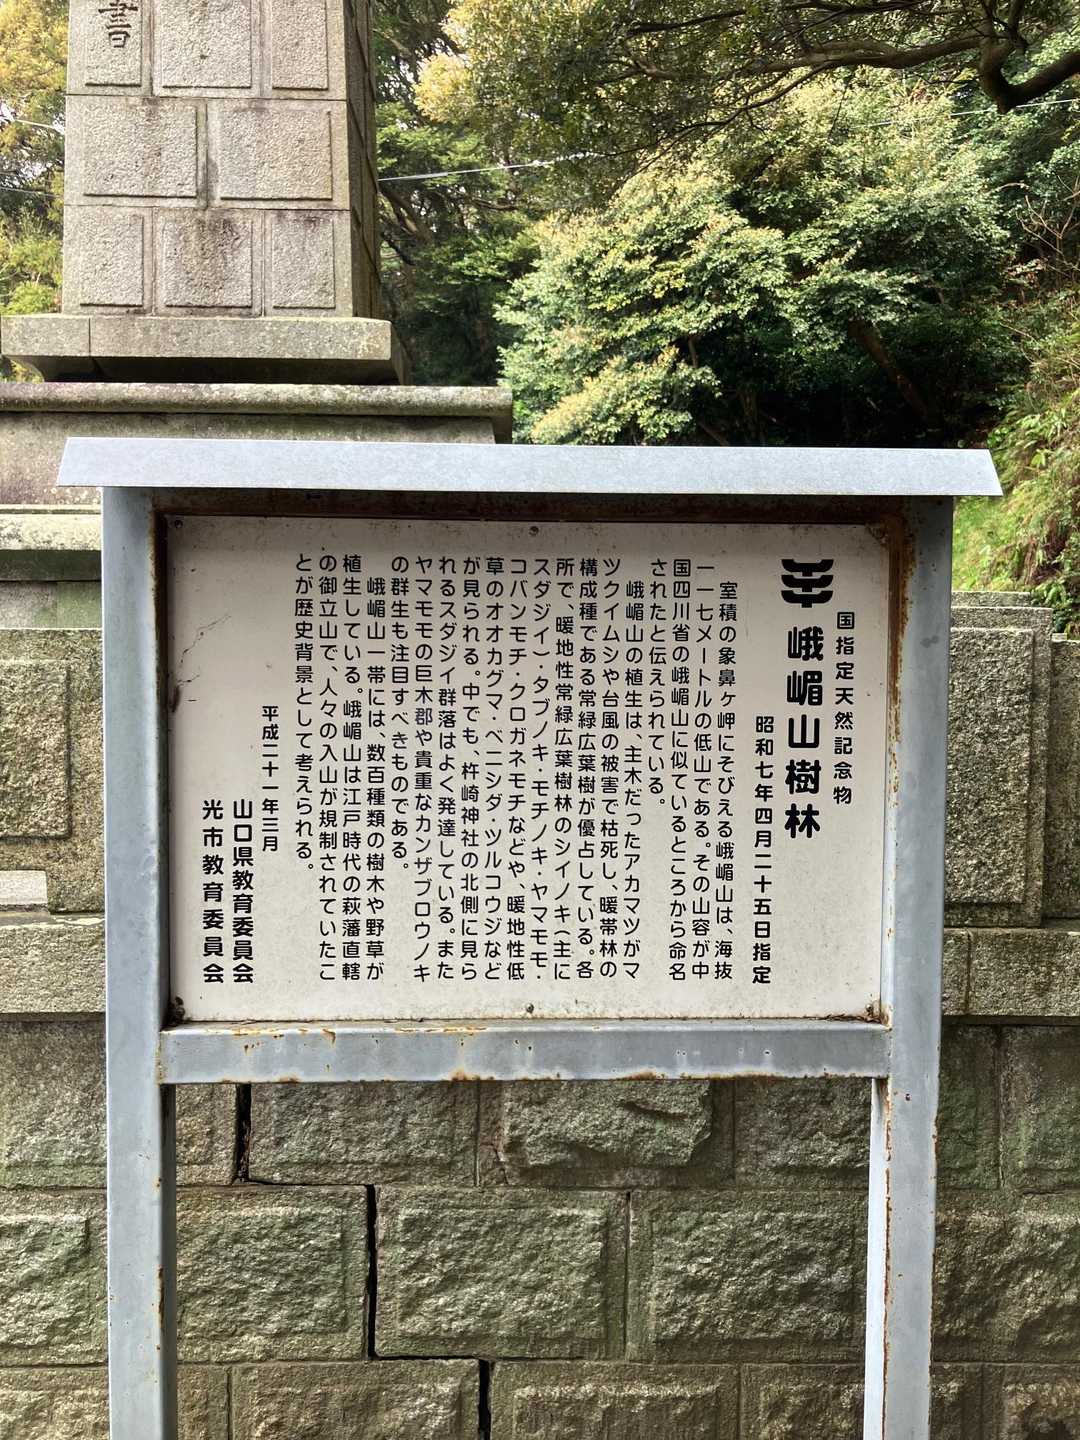 書
国指定天然記念物
峨嵋山樹林
昭和七年四月二十五日指定
室積の象鼻ヶ岬にそびえる峨嵋山は、海抜
一一七メートルの低山である。その山容が中
国四川省の峨嵋山に似ているところから命名
されたと伝えられている。
峨嵋山の植生は、主木だったアカマツがマ
ツクイムシや台風の被害で枯死し、暖帯林の
構成種である常緑広葉樹が優占している。各
所で、暖地性常緑広葉樹林のシイノキ（主に
スダジイ）・タブノキ・モチノキ・ヤマモモ・
コバンモチ・クロガネモチなどや、暖地性低
草のオオカグマ・ベニシダ・ツルコウジなど
が見られる。中でも、杵崎神社の北側に見ら
れるスダジイ群落はよく発達している。また
ヤマモモの巨木郡や貴重なカンザブロウノキ
の群生も注目すべきものである。
峨嵋山一帯には、数百種類の樹木や野草が
植生している。峨嵋山は江戸時代の萩藩直轄
の御立山で、人々の入山が規制されていたこ
とが歴史背景として考えられる。
平成二十一年三月
山口県教育委員会
光市教育委員会